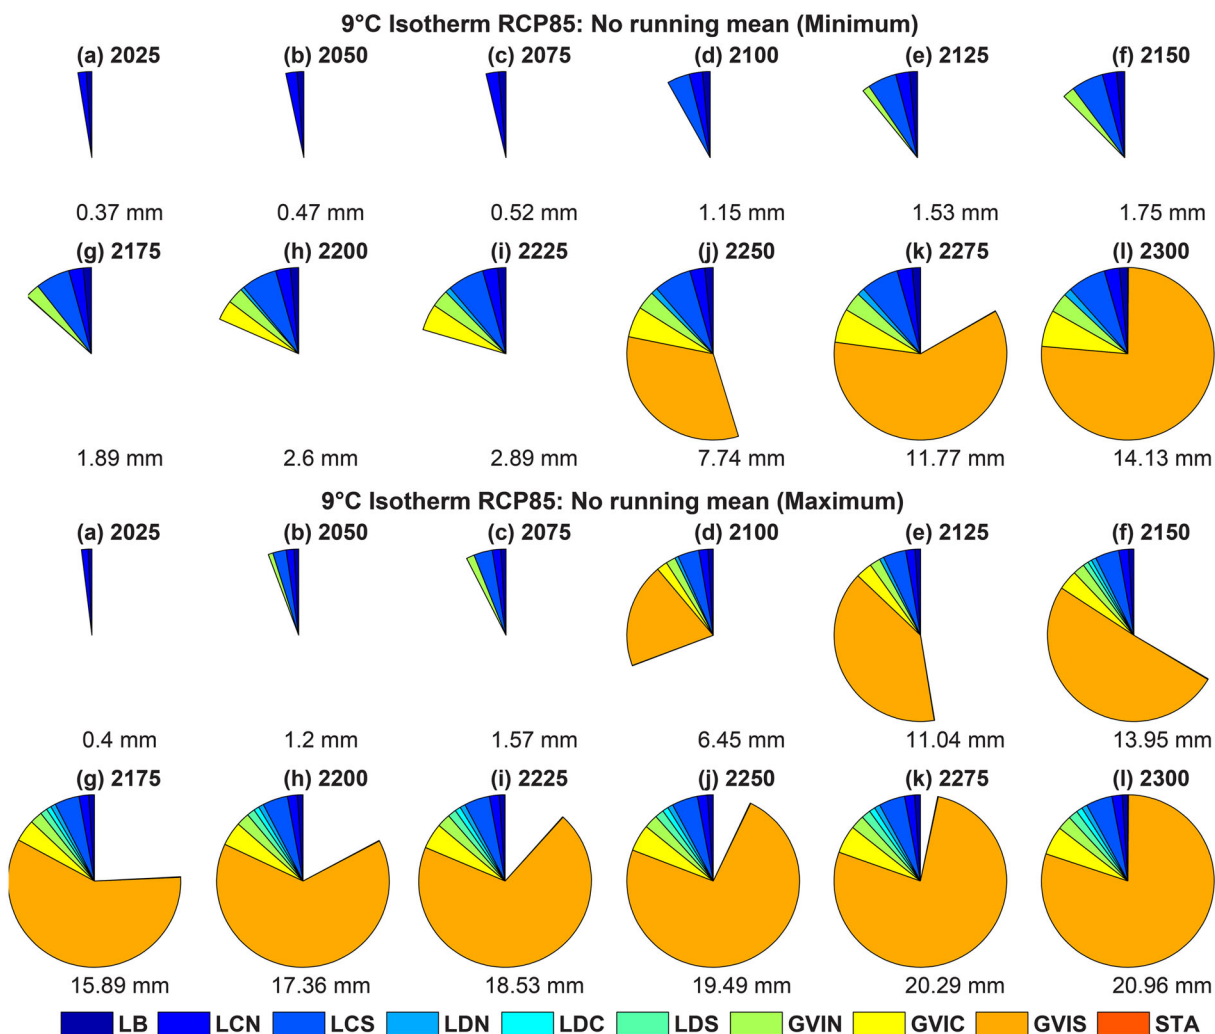 9°C Isotherm RCP85: No running mean (Minimum)
(a) 2025 (b) 2050 (c) 2075 (d) 2100 (e) 2125 (f) 2150
0.37 mm 0.47 mm 0.52 mm 1.15 mm 1.53 mm 1.75 mm
(g) 2175 (h) 2200 (i) 2225 (j) 2250 (k) 2275 (l) 2300
1.89 mm 2.6 mm 2.89 mm 7.74 mm 11.77 mm 14.13 mm
9°C Isotherm RCP85: No running mean (Maximum)
(a) 2025 (b) 2050 (c) 2075 (d) 2100 (e) 2125 (f) 2150
0.4 mm 1.2 mm 1.57 mm 6.45 mm 11.04 mm 13.95 mm
(g) 2175 (h) 2200 (i) 2225 (j) 2250 (k) 2275 (l) 2300
15.89 mm 17.36 mm 18.53 mm 19.49 mm 20.29 mm 20.96 mm
LB LCN LCS LDN LDC LDS GVIN GVIC GVIS STA